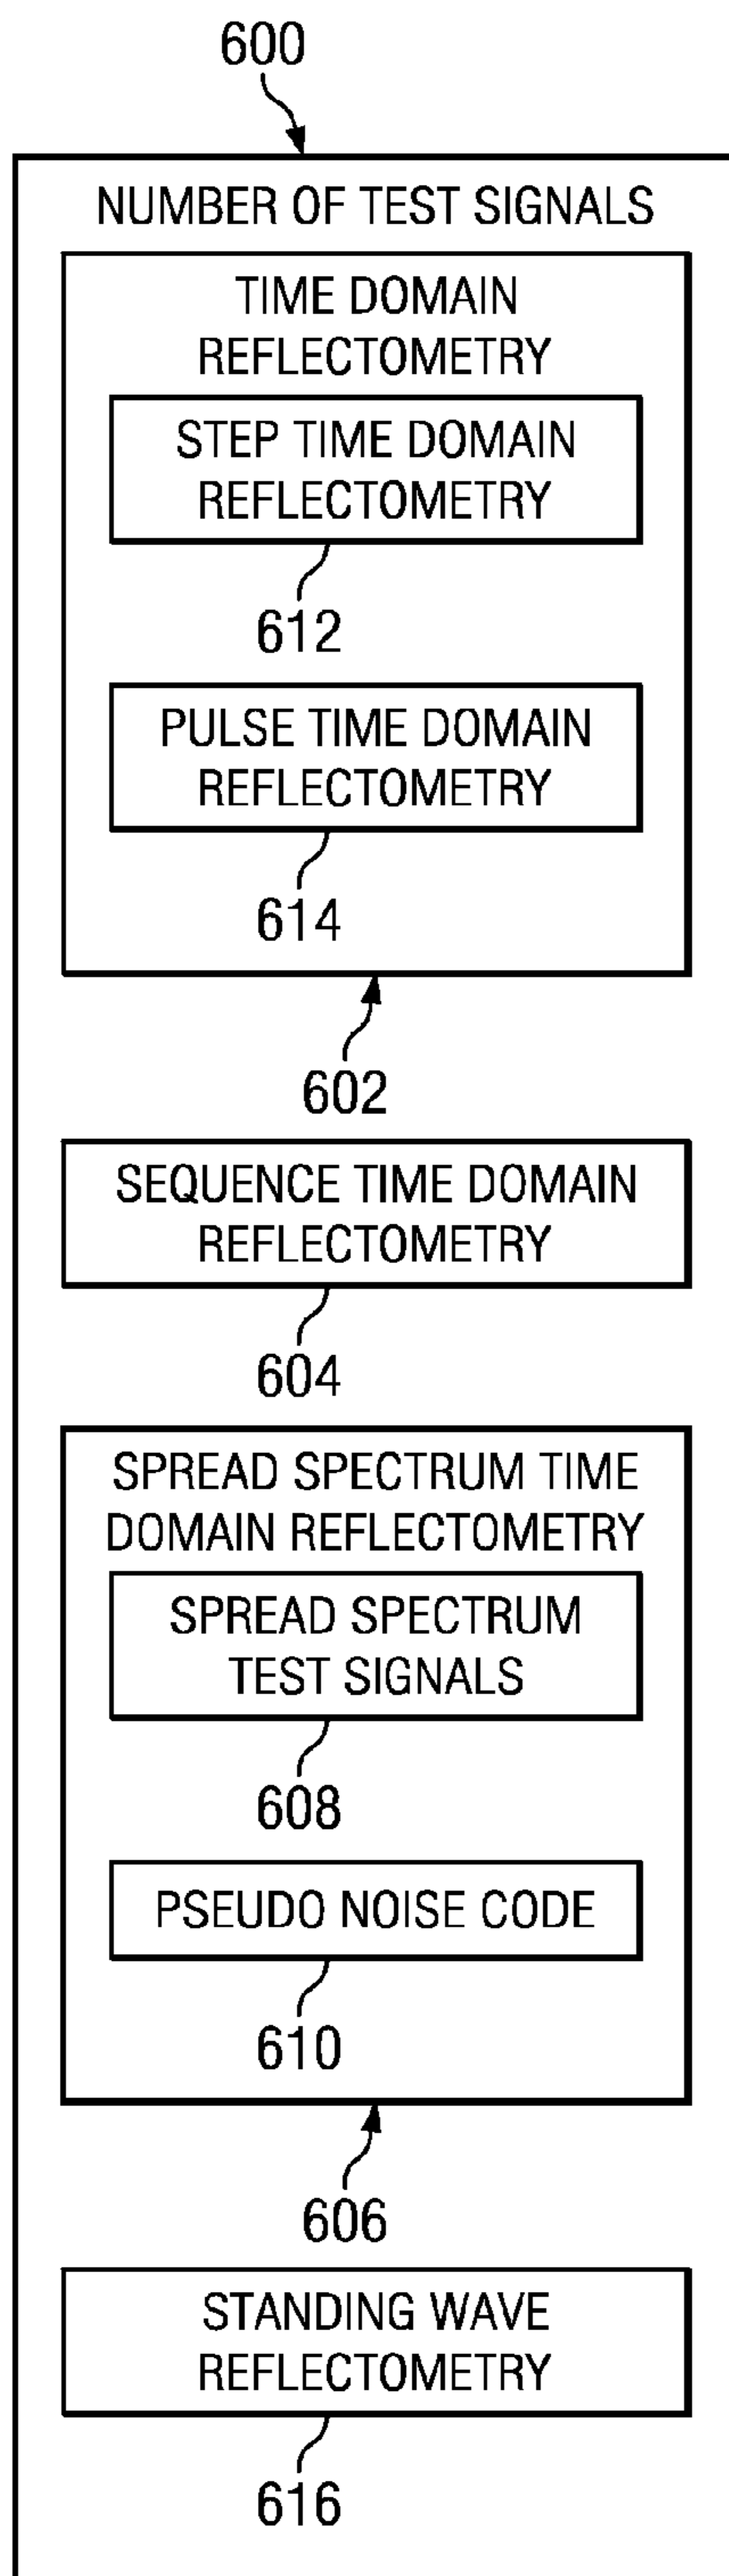 600
NUMBER OF TEST SIGNALS
TIME DOMAIN
REFLECTOMETRY
STEP TIME DOMAIN
REFLECTOMETRY
612
PULSE TIME DOMAIN
REFLECTOMETRY
614
602
SEQUENCE TIME DOMAIN
REFLECTOMETRY
604
SPREAD SPECTRUM TIME
DOMAIN REFLECTOMETRY
SPREAD SPECTRUM
TEST SIGNALS
608
PSEUDO NOISE CODE
610
606
STANDING WAVE
REFLECTOMETRY
616